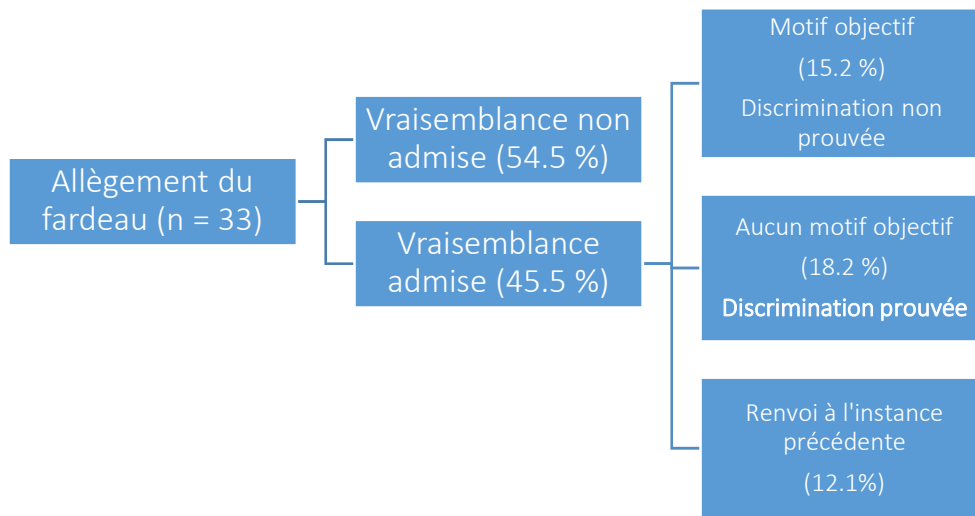 Allègement du
fardeau (n = 33)
Vraisemblance non
admise (54.5 %)
Vraisemblance
admise (45.5 %)
Motif objectif
(15.2 %)
Discrimination non
prouvée
Aucun motif objectif
(18.2 %)
Discrimination prouvée
Renvoi à l'instance
précédente
(12.1%)